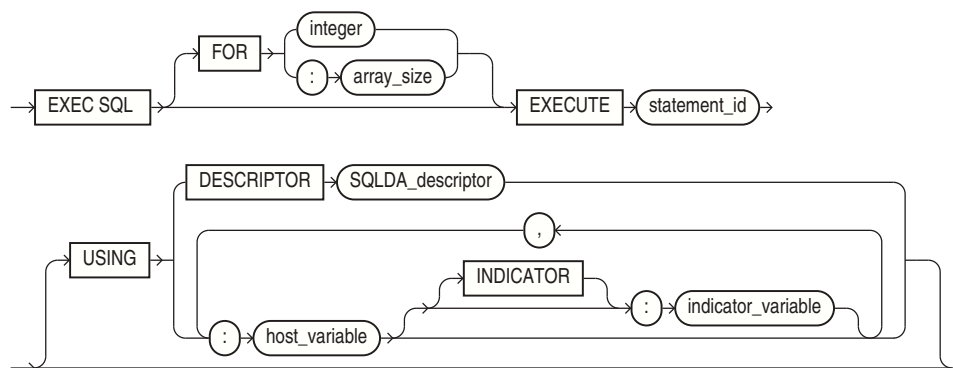 integer
FOR
: array_size
EXEC SQL EXECUTE statement_id
DESCRIPTOR SQLDA_descriptor
,
USING
INDICATOR
: indicator_variable
: host_variable